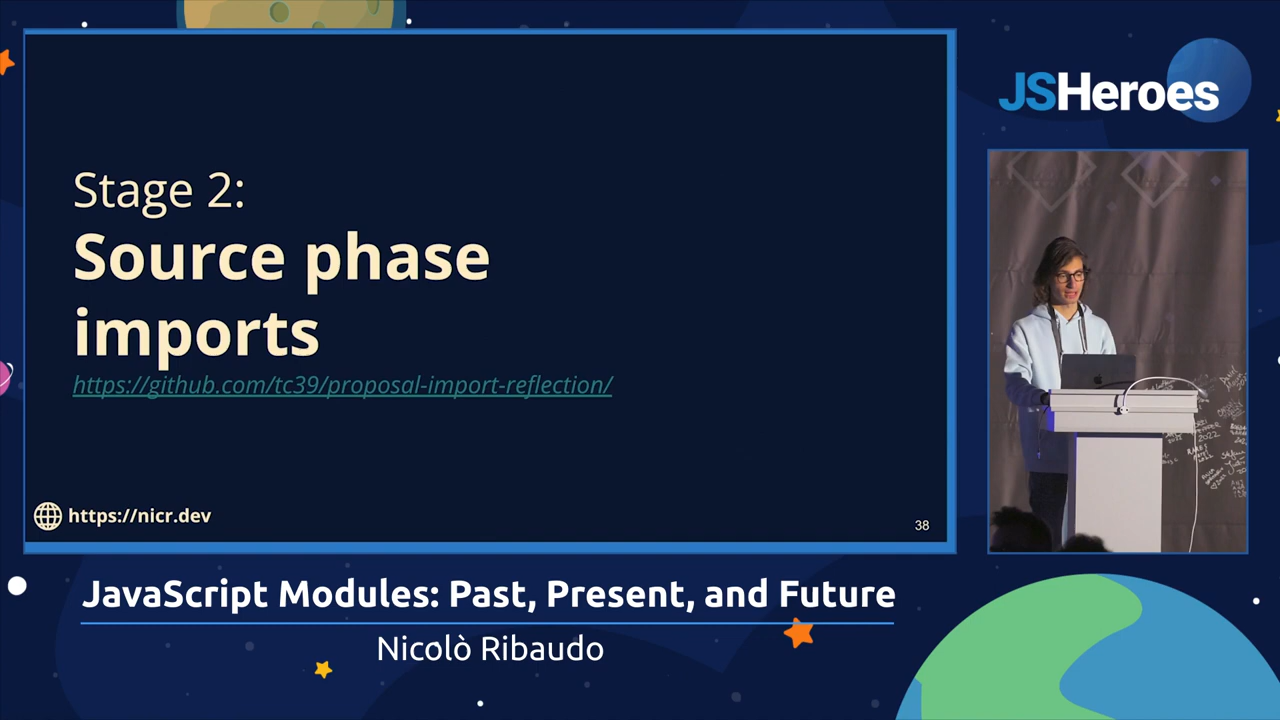 Stage 2:
Source phase
imports
https://github.com/tc39/proposal-import-reflection/
https://nicr.dev
38
JSHeroes
JavaScript Modules: Past, Present, and Future
Nicolò Ribaudo
2022